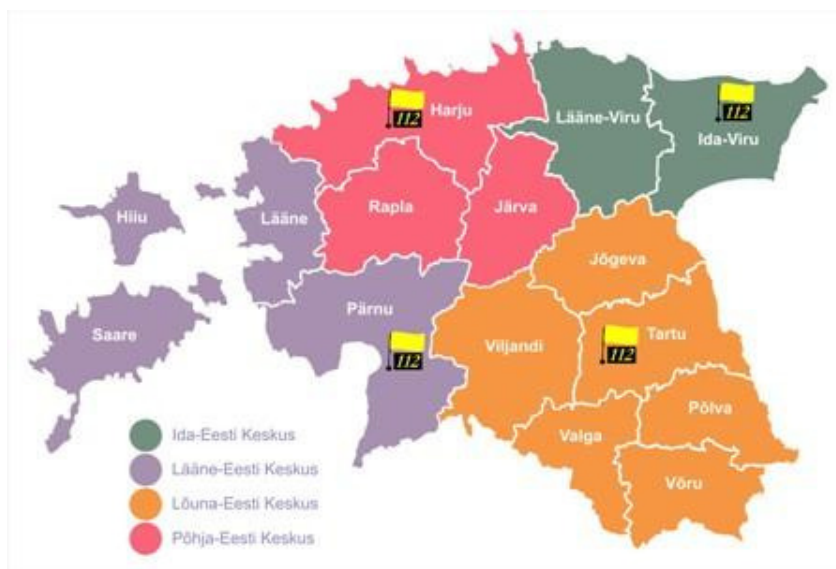 Harju
112
Lääne-Viru
112
Ida-Viru
Hiiu
Lääne
Rapla
Järva
Jõgeva
Saare
Pärnu
112
Viljandi
Tartu
112
Põlva
Valga
Võru
Ida-Eesti Keskus
Lääne-Eesti Keskus
Lõuna-Eesti Keskus
Põhja-Eesti Keskus